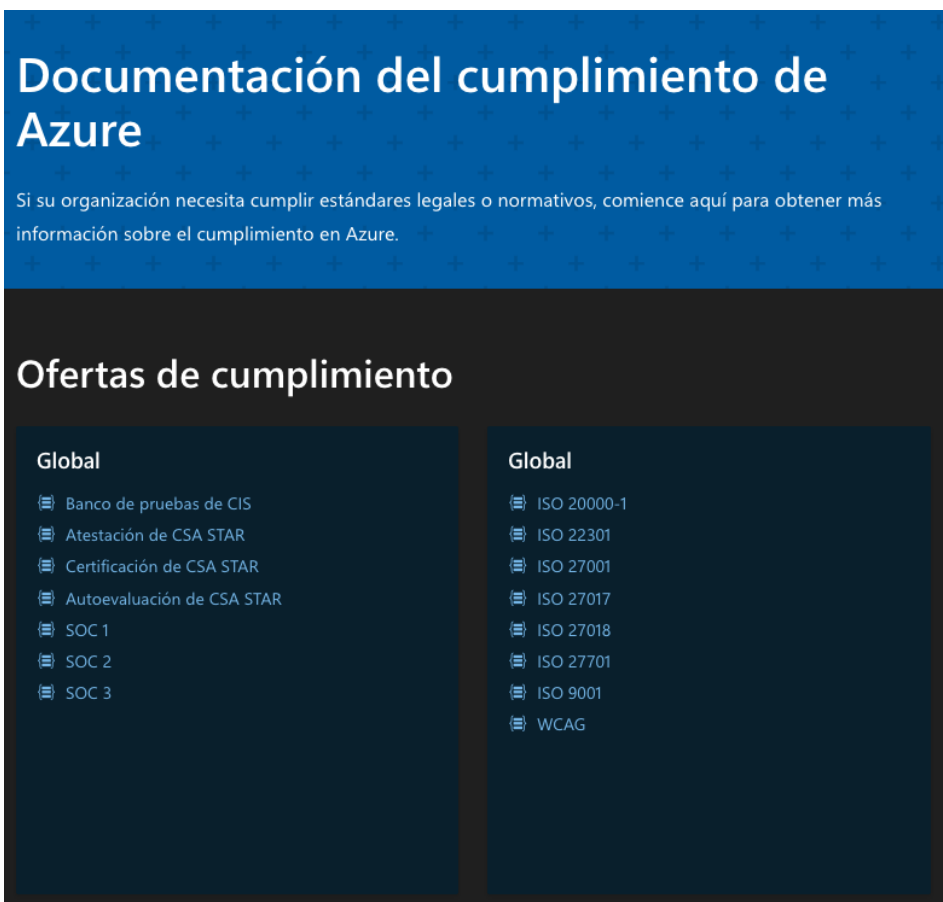 Documentación del cumplimiento de
Azure
Si su organización necesita cumplir estándares legales o normativos, comience aquí para obtener más
información sobre el cumplimiento en Azure.
Ofertas de cumplimiento
Global
Banco de pruebas de CIS
Atestación de CSA STAR
Certificación de CSA STAR
Autoevaluación de CSA STAR
SOC 1
SOC 2
SOC 3
Global
ISO 20000-1
ISO 22301
ISO 27001
ISO 27017
ISO 27018
ISO 27701
ISO 9001
WCAG